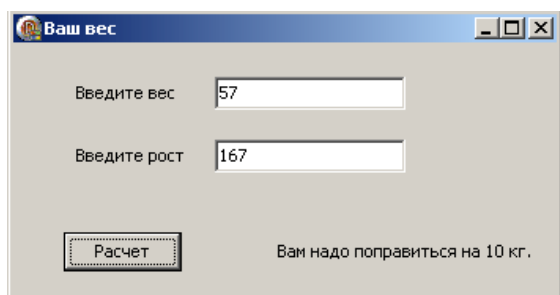 Ваш вес
Введите вес 57
Введите рост 167
Расчет Вам надо поправиться на 10 кг.